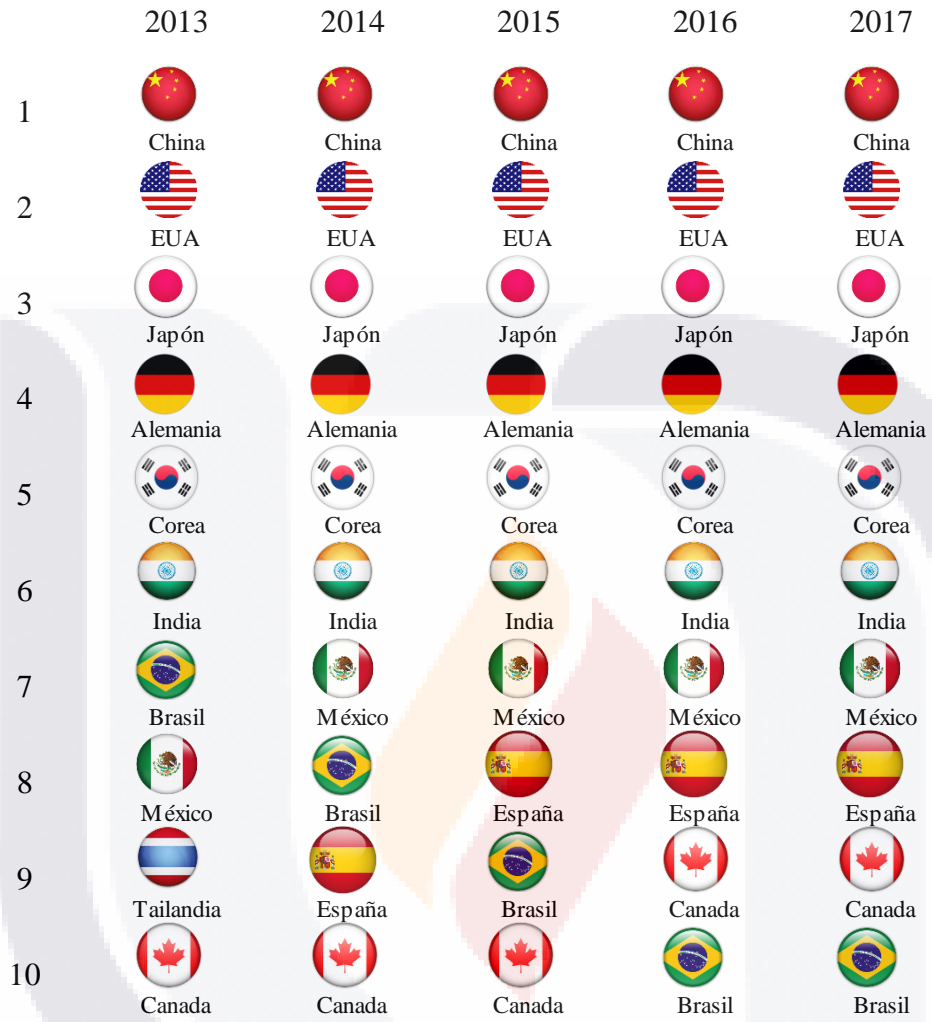 2013 2014 2015 2016 2017
1
China China China China China
2
EUA EUA EUA EUA EUA
3
Japón Japón Japón Japón Japón
4
Alemania Alemania Alemania Alemania Alemania
5
Corea Corea Corea Corea Corea
6
India India India India India
7
Brasil México México México México
8
México Brasil España España España
9
Tailandia España Brasil Canada Canada
10
Canada Canada Canada Brasil Brasil